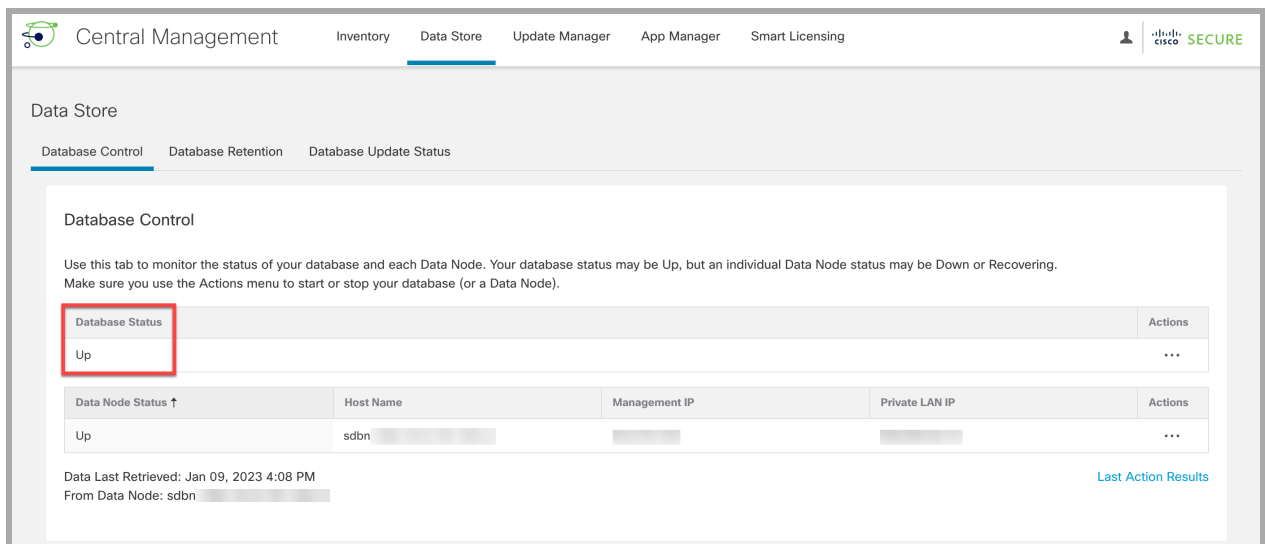 Central Management
Inventory Data Store Update Manager App Manager Smart Licensing
cisco SECURE
Data Store
Database Control Database Retention Database Update Status
Database Control
Use this tab to monitor the status of your database and each Data Node. Your database status may be Up, but an individual Data Node status may be Down or Recovering.
Make sure you use the Actions menu to start or stop your database (or a Data Node).
Database Status Actions
Up ...
Data Node Status ↑ Host Name Management IP Private LAN IP Actions
Up sdbn ...
Data Last Retrieved: Jan 09, 2023 4:08 PM
Last Action Results
From Data Node: sdbn